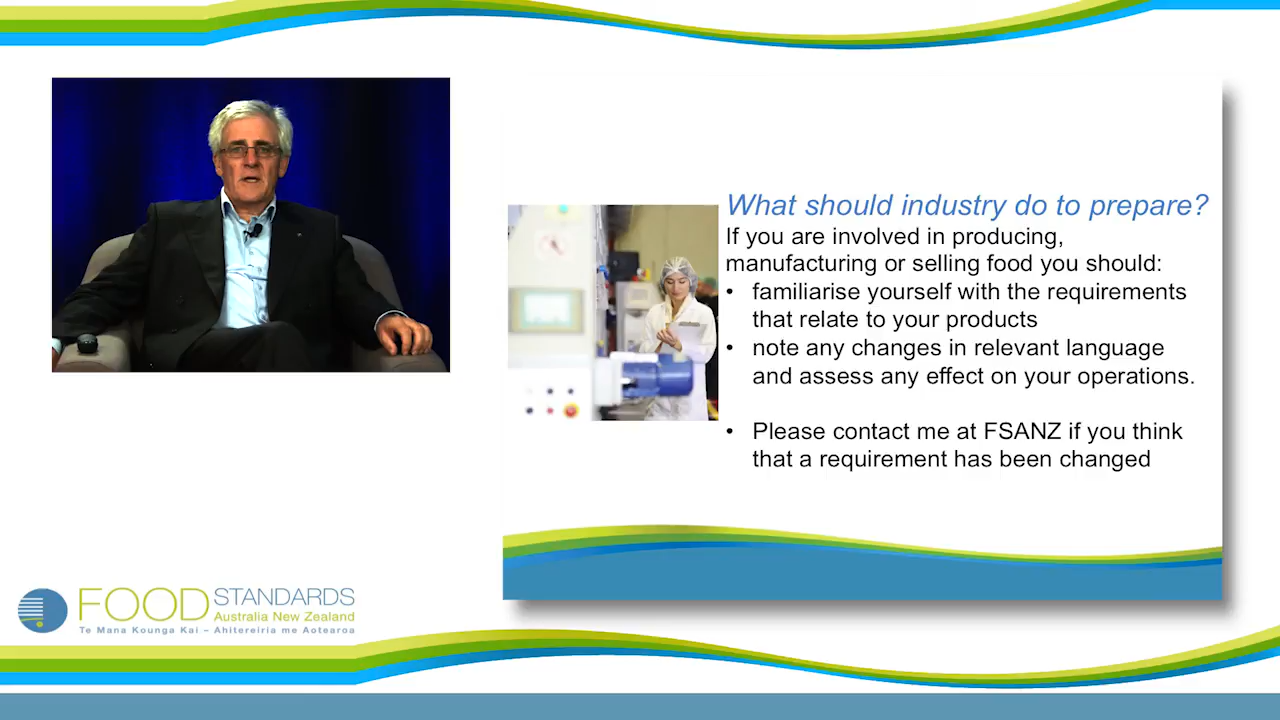 What should industry do to prepare?
If you are involved in producing,
manufacturing or selling food you should:
• familiarise yourself with the requirements
that relate to your products
• note any changes in relevant language
and assess any effect on your operations.
• Please contact me at FSANZ if you think
that a requirement has been changed
FOOD STANDARDS
Australia New Zealand
Te Mana Kounga Kai – Ahitereiria me Aotearoa